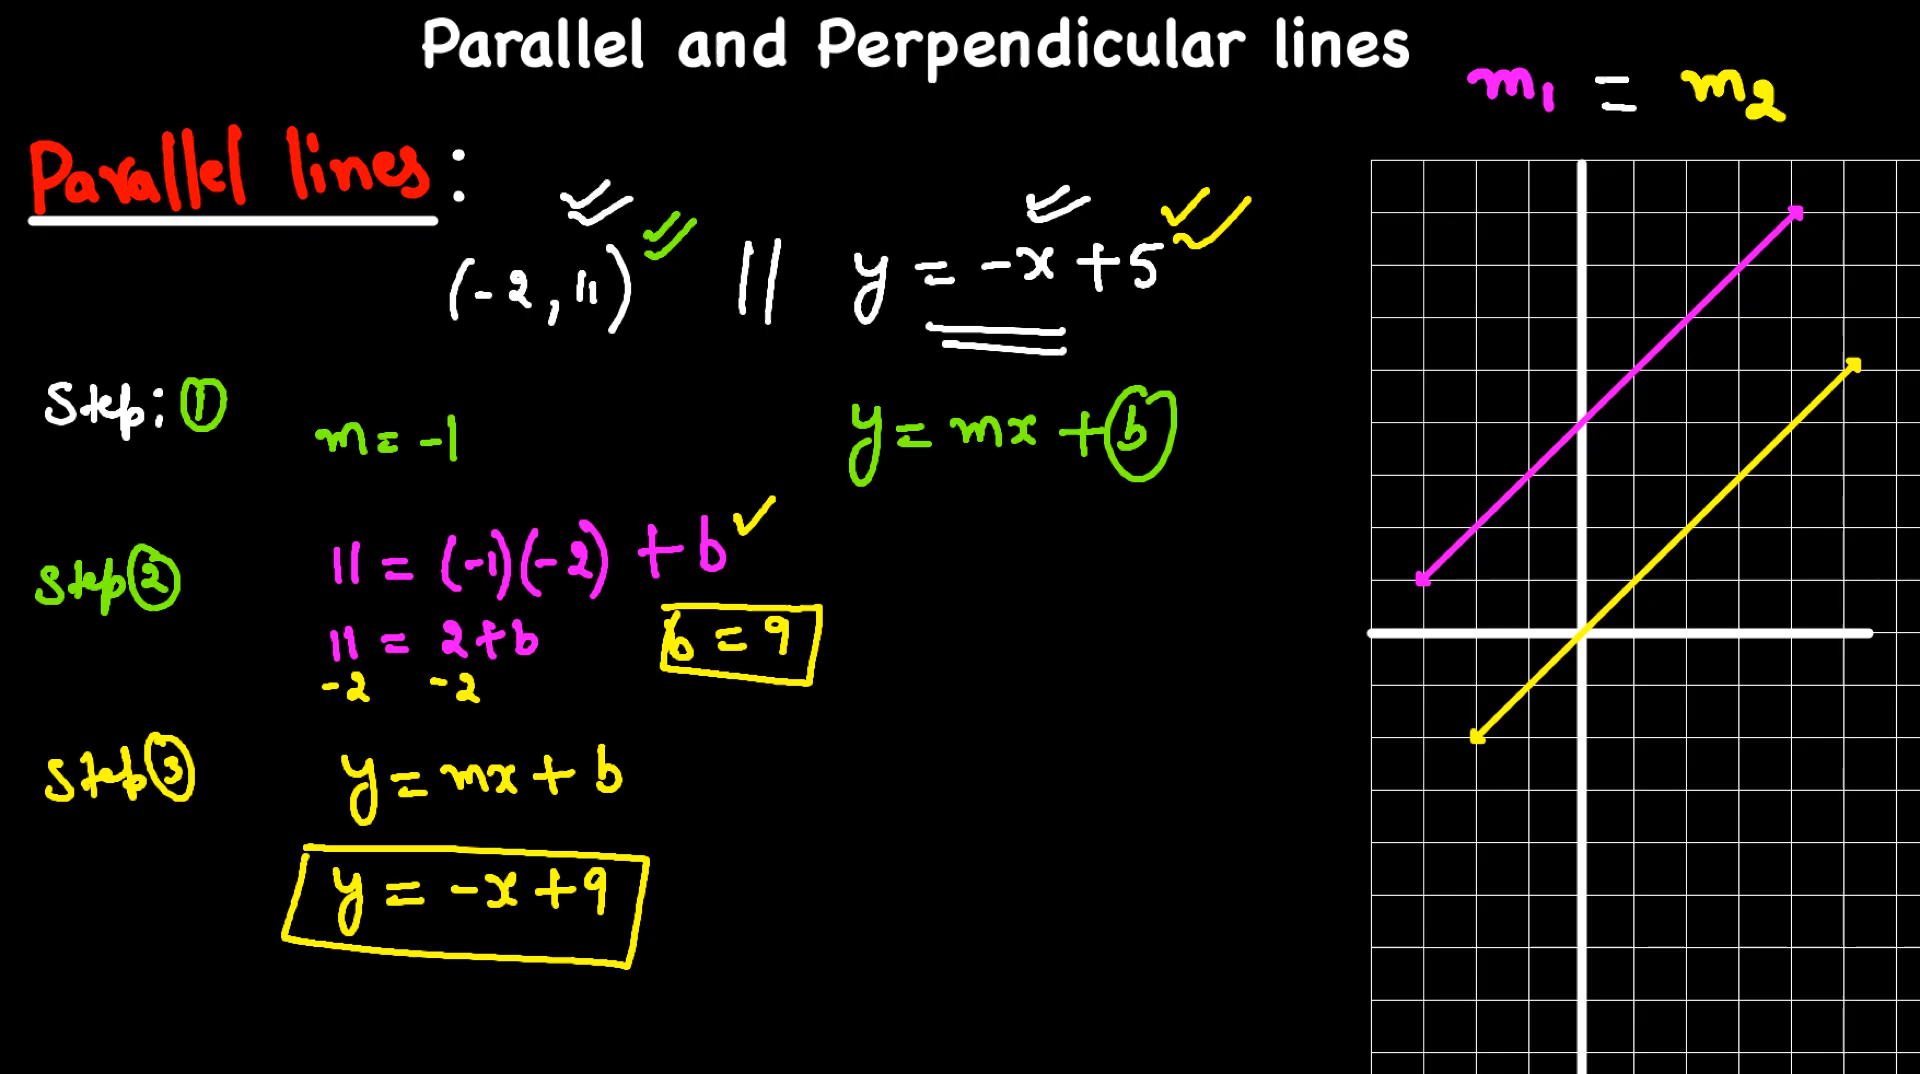 Parallel and Perpendicular lines
m₁ = m₂
Parallel lines:
(-2, 11) || y = -x + 5
Step: ① m = -1 y = mx + b
Step ② 11 = (-1)(-2) + b
11 = 2 + b b = 9
-2 -2
Step ③ y = mx + b
y = -x + 9